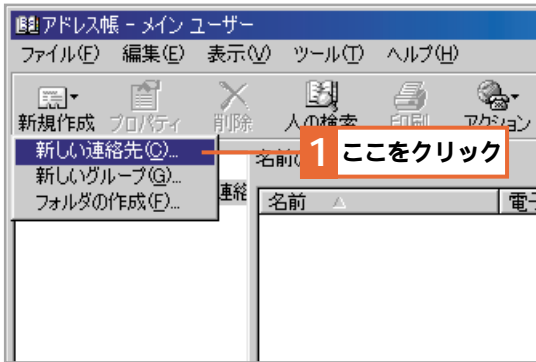 アドレス帳 - メイン ユーザー
ファイル(F) 編集(E) 表示(V) ツール(T) ヘルプ(H)
新規作成 プロパティ 削除 人の検索 印刷 アクション
新しい連絡先(C)...
新しいグループ(G)...
フォルダの作成(F)...
1 ここをクリック
名前(
連絡
名前 電子